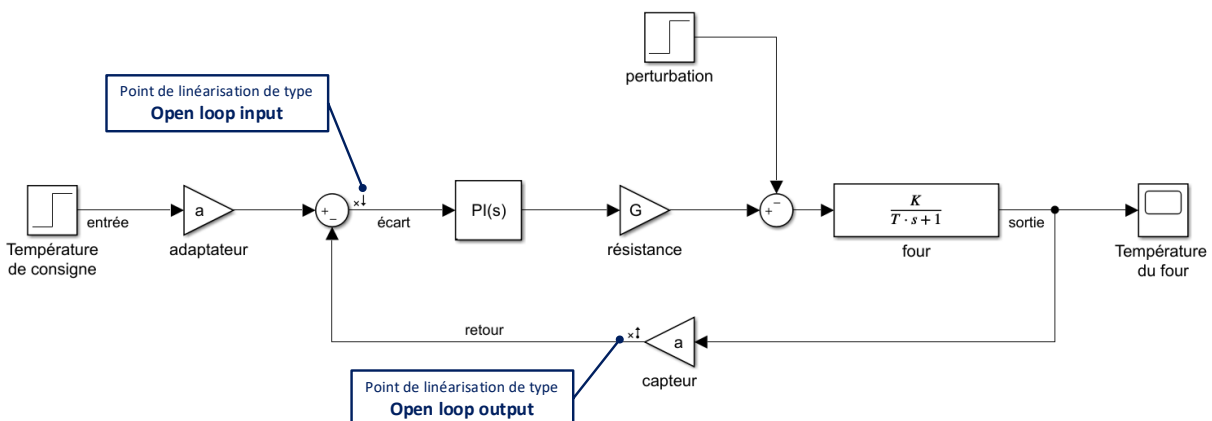 perturbation
Point de linéarisation de type
Open loop input
a
+
−
×
écart
PI(s)
G
+
−
K
T · s + 1
entrée
sortie
Température
de consigne
adaptateur
résistance
four
Température
du four
retour
×
a
capteur
Point de linéarisation de type
Open loop output